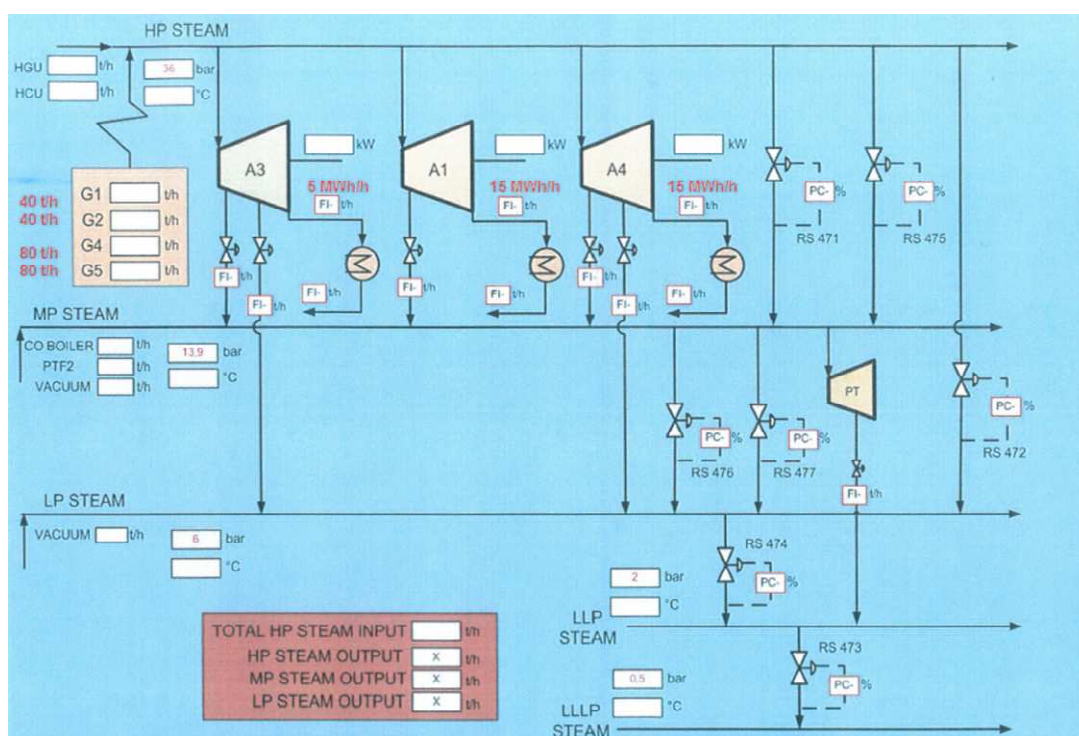 HP STEAM
HGU t/h 36 bar
HCU t/h °C
A3 kW A1 kW A4 kW
5 MWh/h 15 MWh/h 15 MWh/h
FI- t/h FI- t/h FI- t/h
PC- % PC- %
RS 471 RS 475
40 t/h G1 t/h
40 t/h G2 t/h
80 t/h G4 t/h
80 t/h G5 t/h
M M M
FI- t/h FI- t/h FI- t/h
FI- t/h FI- t/h FI- t/h FI- t/h FI- t/h
MP STEAM
CO BOILER t/h 13,9 bar
PTF2 t/h °C
VACUUM t/h
PT
PC- % PC- % PC- %
RS 476 RS 477 RS 472
FI- t/h
LP STEAM
VACUUM t/h 6 bar
°C
RS 474
PC- %
2 bar
°C
LLP
STEAM
TOTAL HP STEAM INPUT t/h
HP STEAM OUTPUT X t/h
MP STEAM OUTPUT X t/h
LP STEAM OUTPUT X t/h
RS 473
PC- %
0,5 bar
°C
LLLP
STEAM